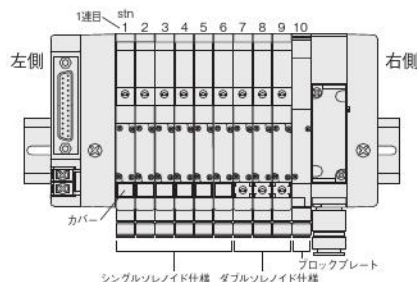 1連目 stn
1 2 3 4 5 6 7 8 9 10
左側
右側
カバー
ブロックプレート
シングルソレノイド仕様 ダブルソレノイド仕様